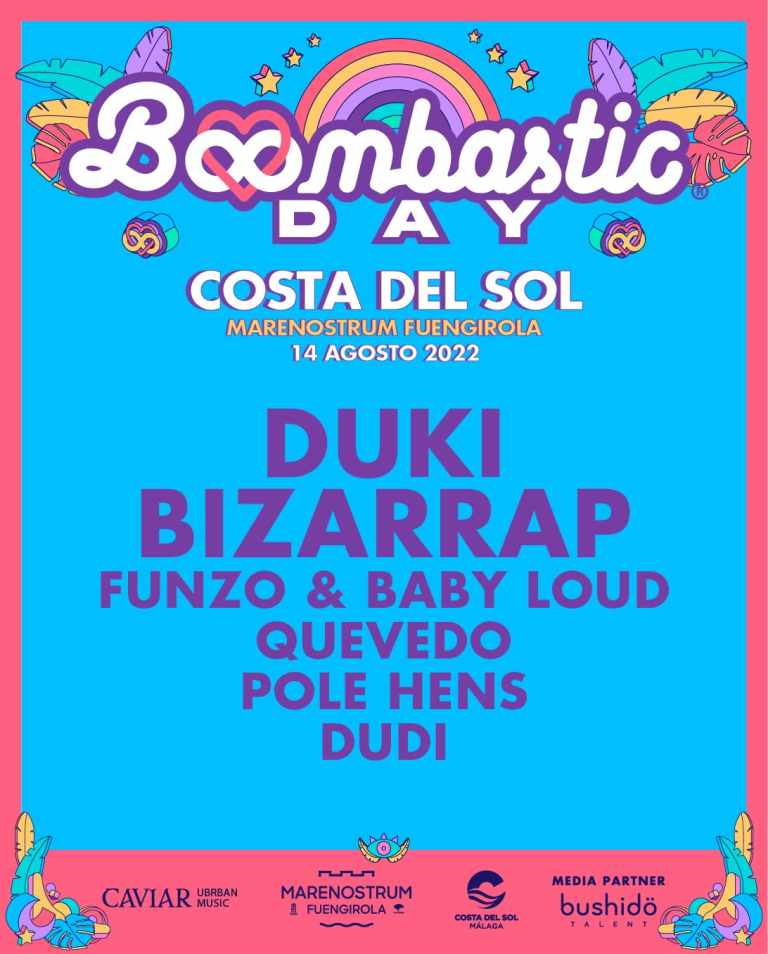 Boombastic®
DAY
COSTA DEL SOL
MARENOSTRUM FUENGIROLA
14 AGOSTO 2022
DUKI
BIZARRAP
FUNZO & BABY LOUD
QUEVEDO
POLE HENS
DUDI
CAVIAR UBRBAN MUSIC
MARENOSTRUM
FUENGIROLA
COSTA DEL SOL
MÁLAGA
MEDIA PARTNER
bushidö
TALENT